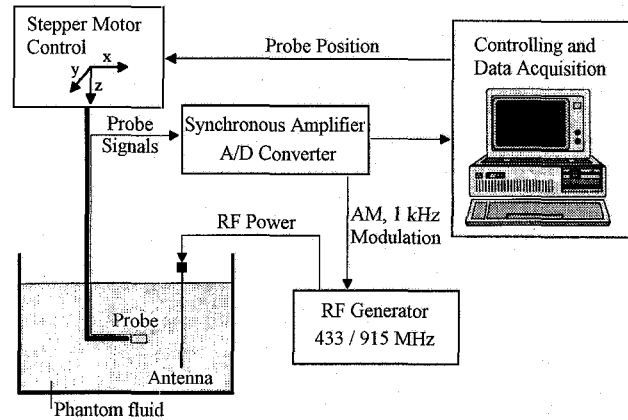 Stepper Motor
Control
x
y
z
Probe Position
Controlling and
Data Acquisition
Probe
Signals
Synchronous Amplifier
A/D Converter
RF Power
AM, 1 kHz
Modulation
RF Generator
433 / 915 MHz
Probe
Antenna
Phantom fluid